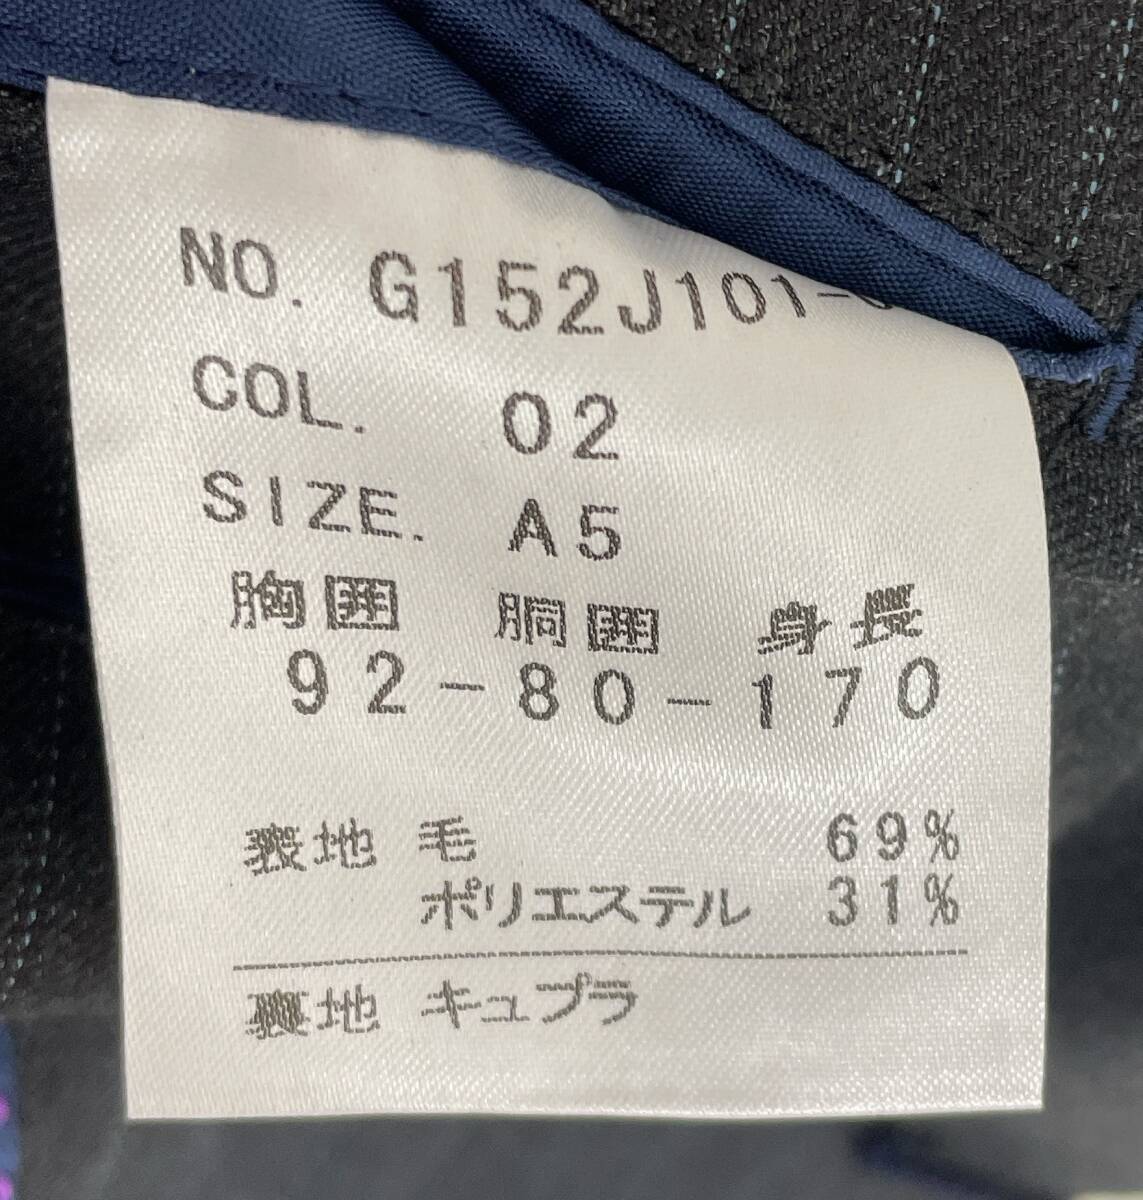 NO. G152J101-
COL. 02
SIZE. A5
胸囲 胴囲 身長
92-80-170
表地 毛 69%
ポリエステル 31%
裏地 キュプラ